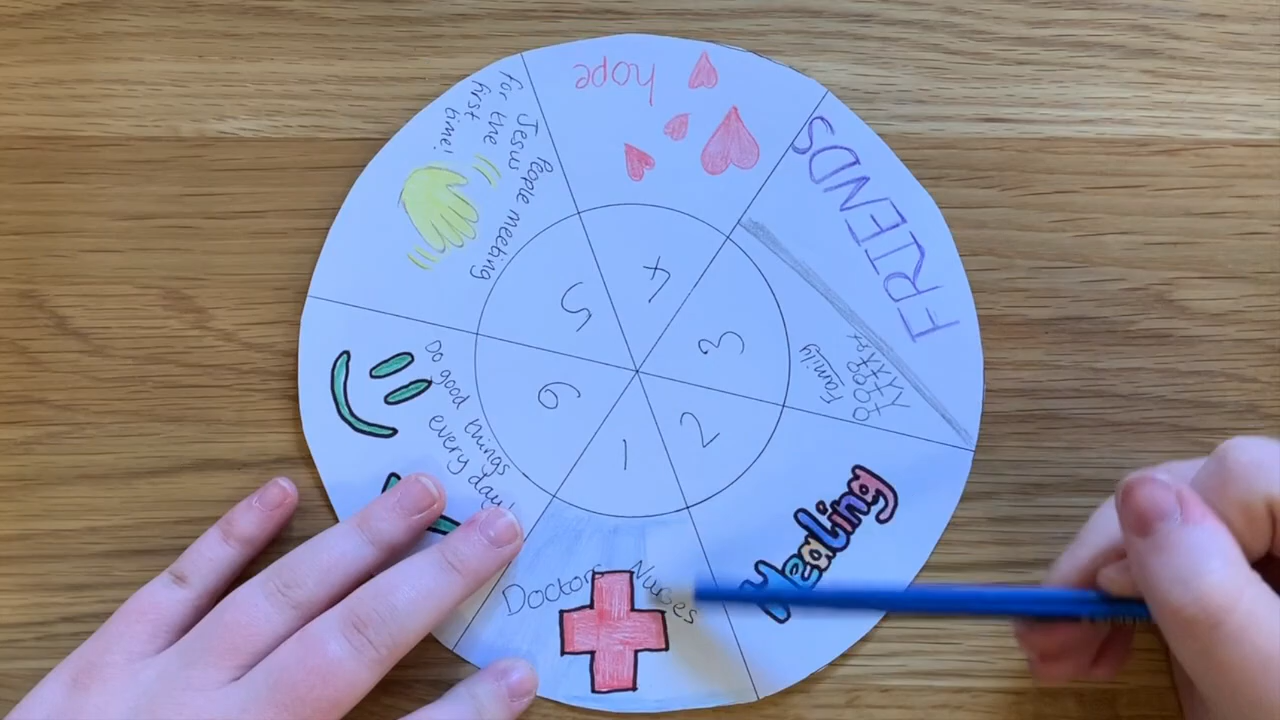 1
Doctors Nurses
2
Healing
3
Family
FRIENDS
4
hope
5
People meeting
Jesus
for the
first
time!
6
Do good things
every day!